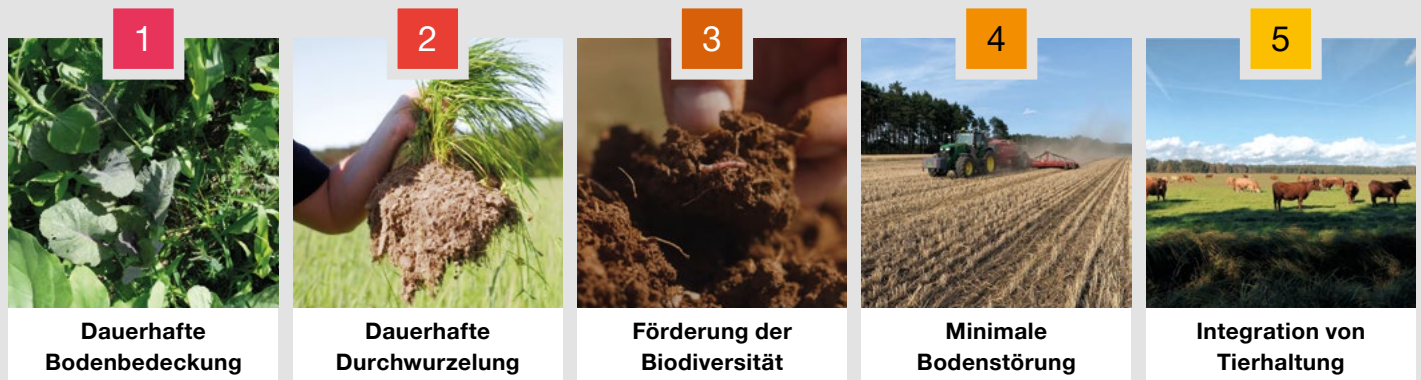 1
2
3
4
5
Dauerhafte
Bodenbedeckung
Dauerhafte
Durchwurzelung
Förderung der
Biodiversität
Minimale
Bodenstörung
Integration von
Tierhaltung